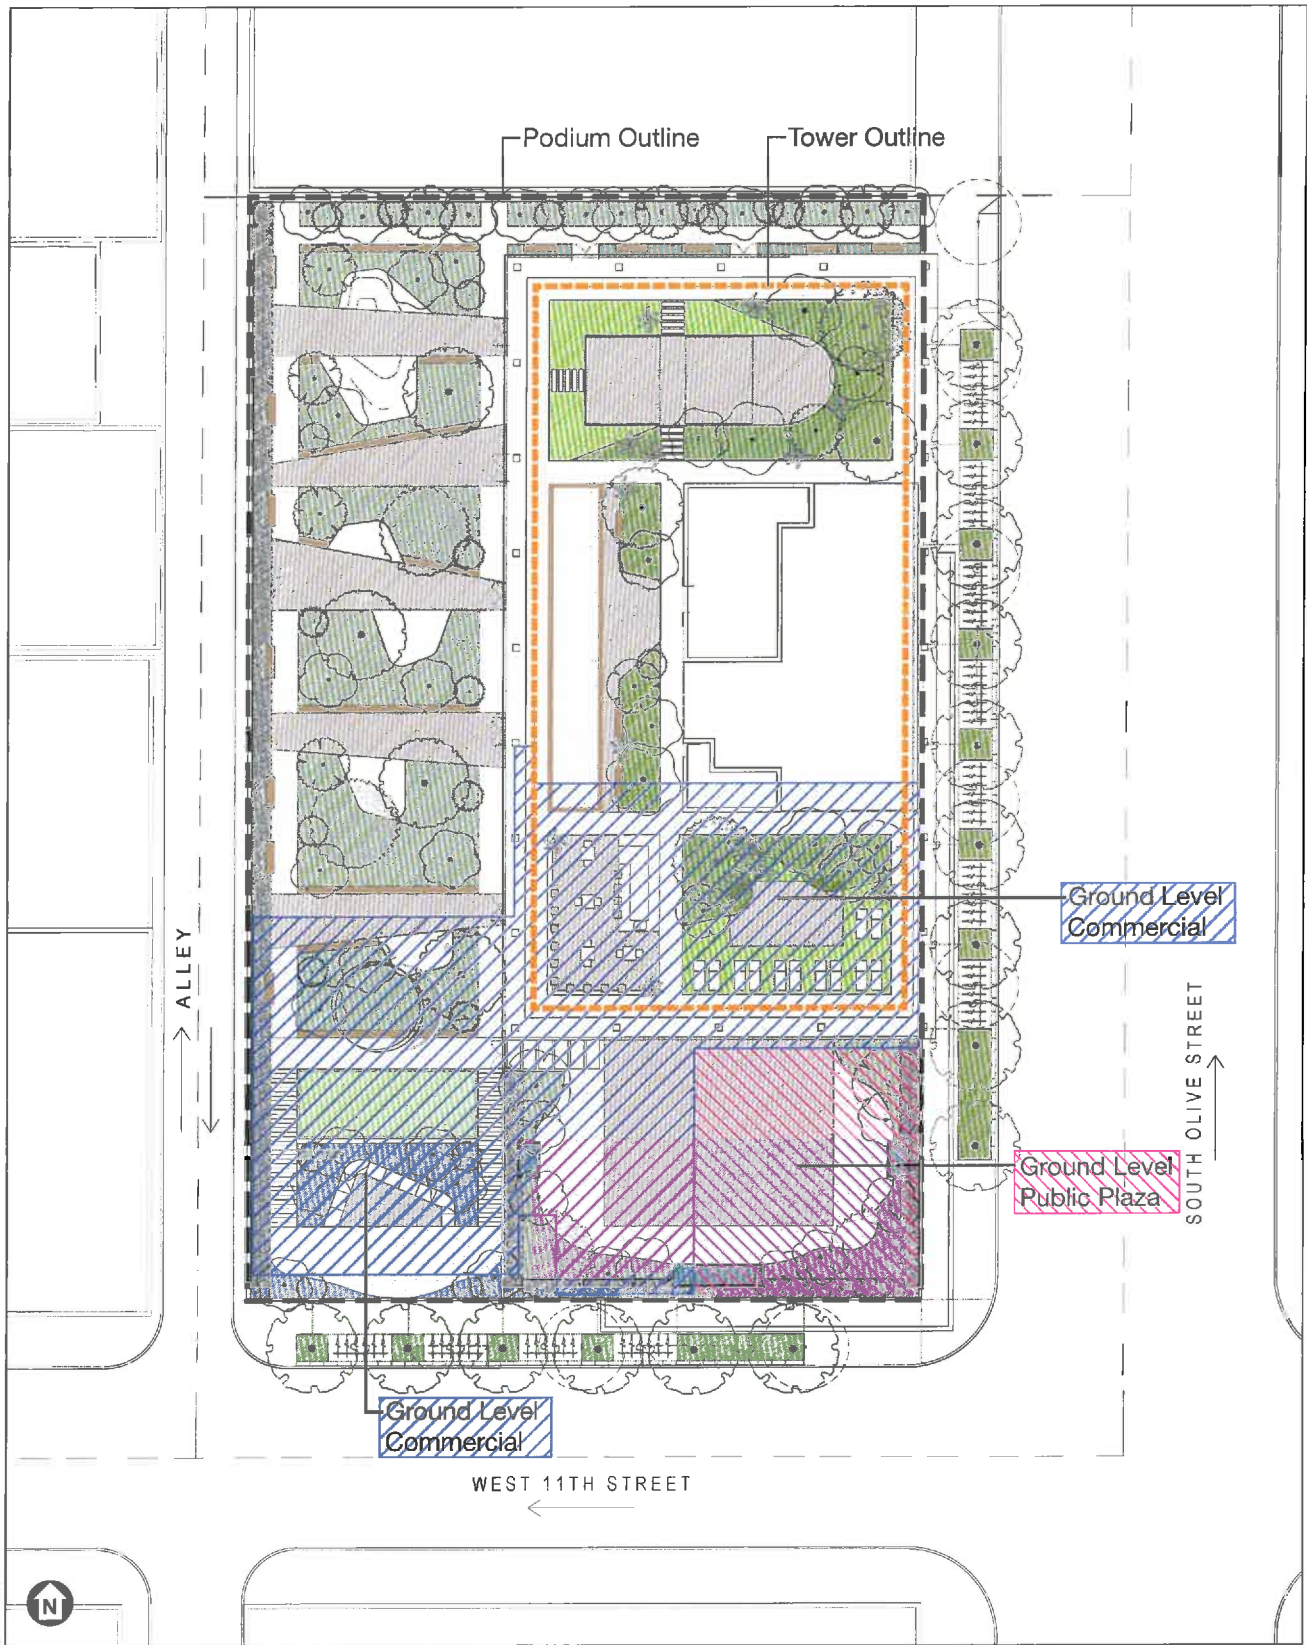 Podium Outline
Tower Outline
Ground Level
Commercial
ALLEY
SOUTH OLIVE STREET
Ground Level
Public Plaza
Ground Level
Commercial
WEST 11TH STREET
N